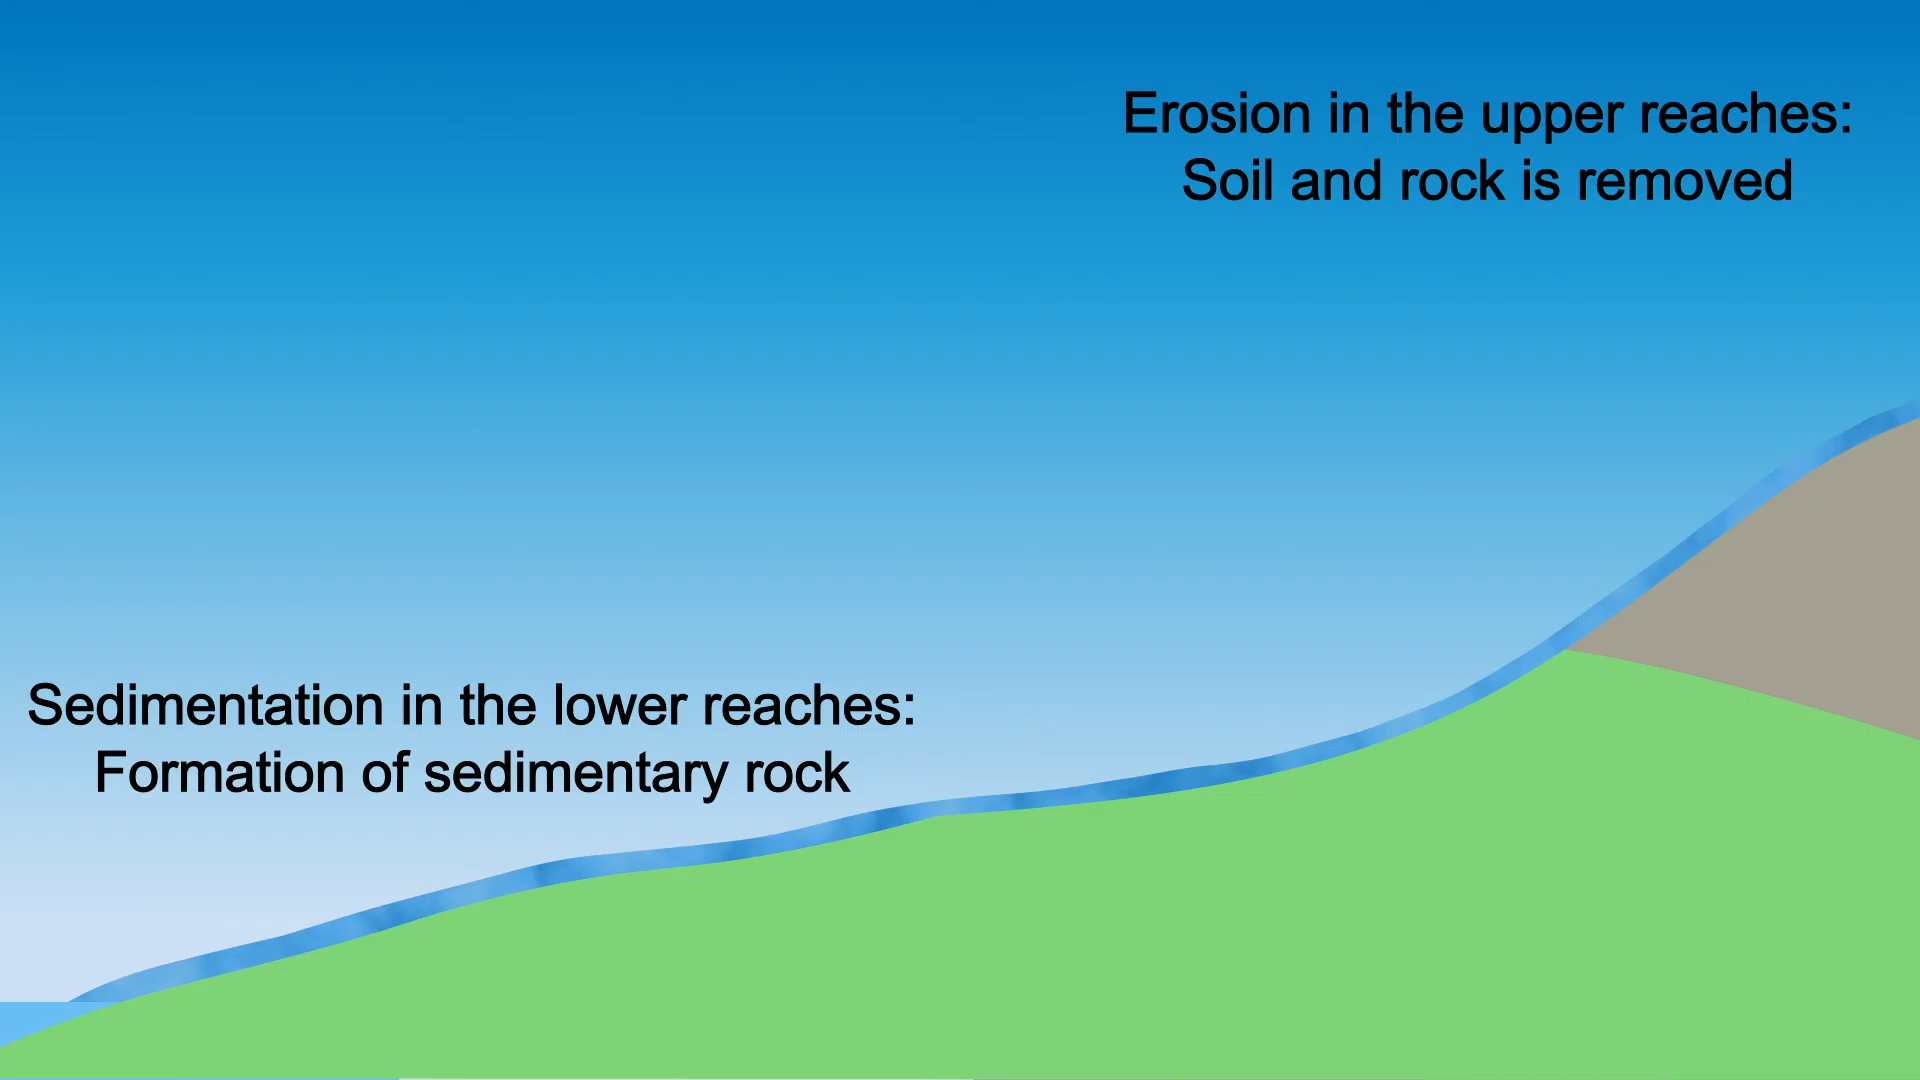 Erosion in the upper reaches:
Soil and rock is removed
Sedimentation in the lower reaches:
Formation of sedimentary rock